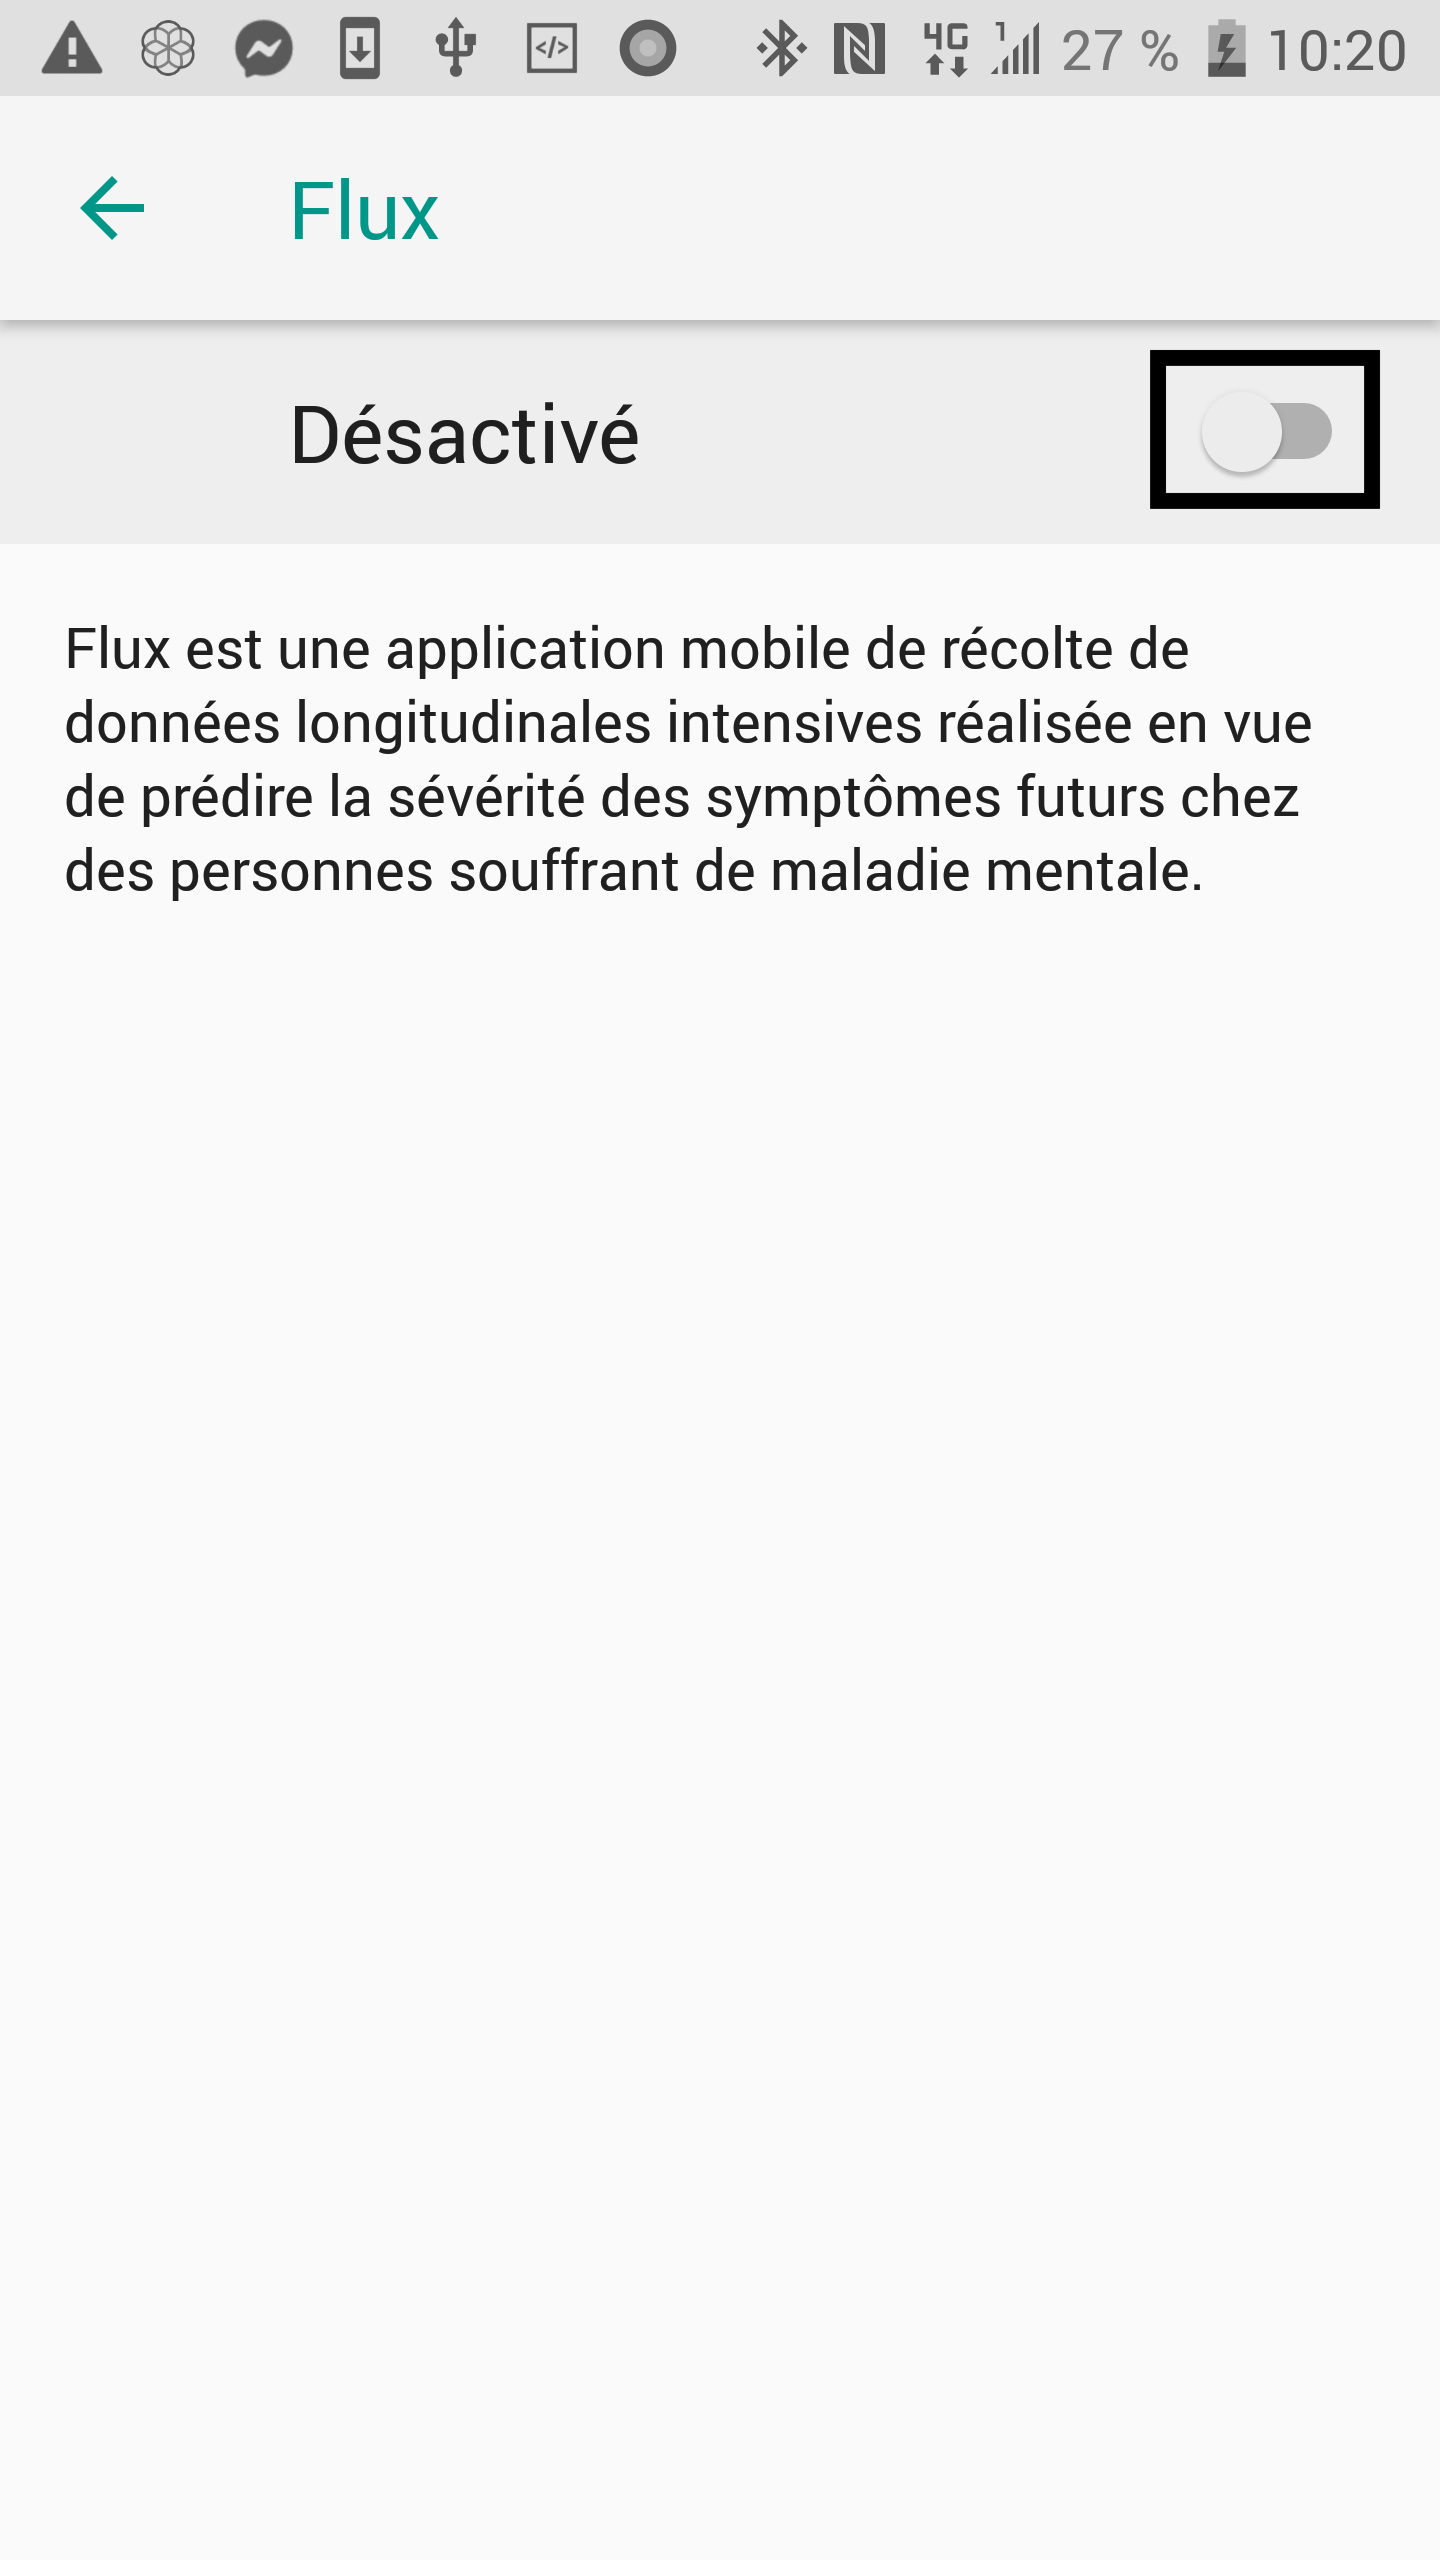 4G 1 27 % 10:20
Flux
Désactivé
Flux est une application mobile de récolte de
données longitudinales intensives réalisée en vue
de prédire la sévérité des symptômes futurs chez
des personnes souffrant de maladie mentale.